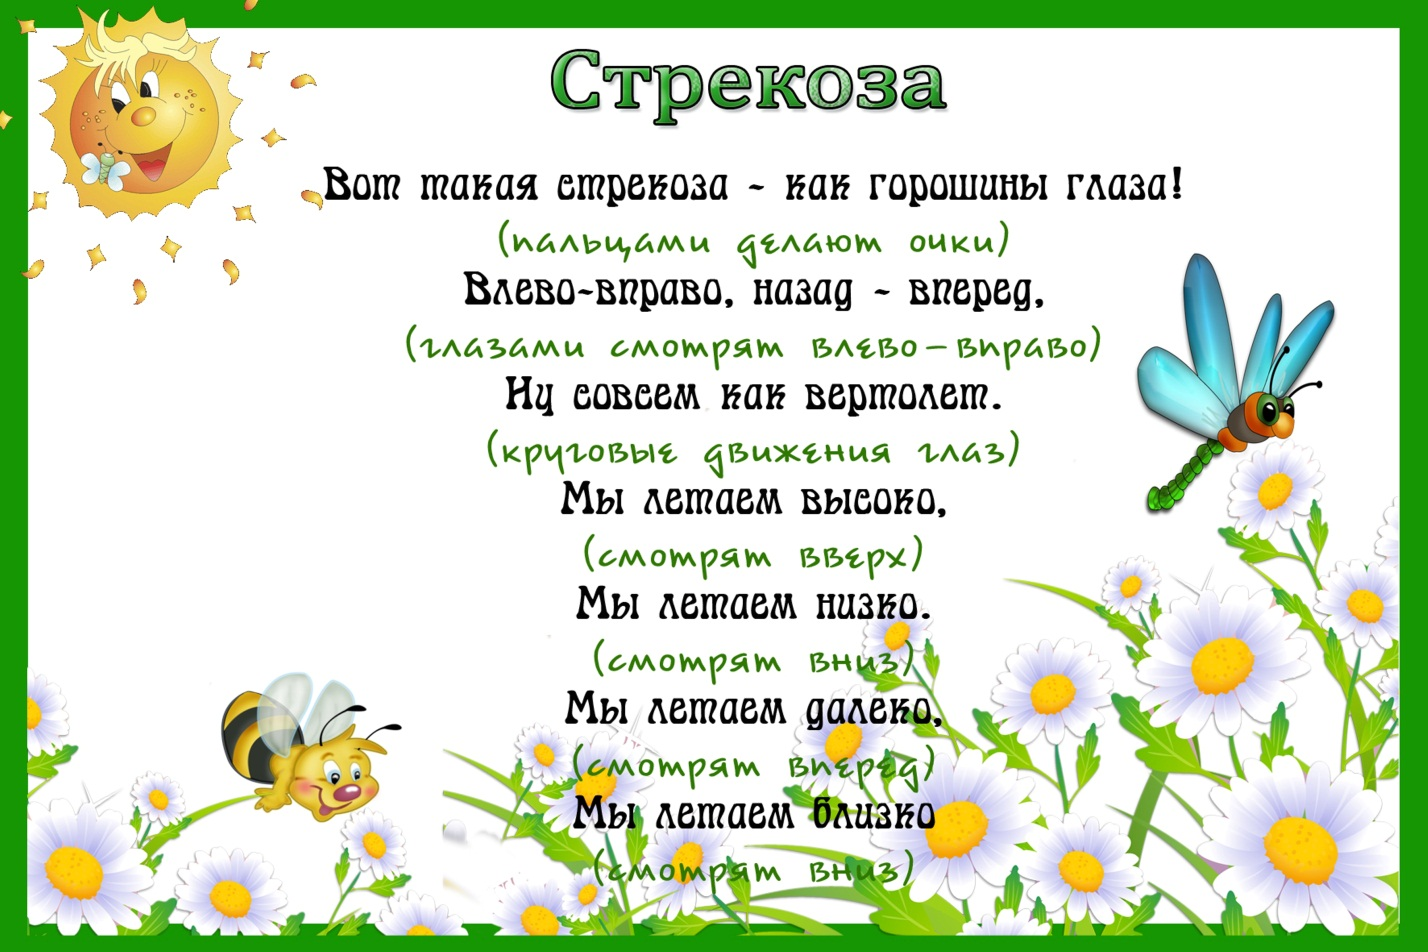 Стрекоза
Вот такая стрекоза - как горошины глаза!
(пальцами делают очки)
Влево-вправо, назад - вперед,
(глазами смотрят влево-вправо)
Ну совсем как вертолет.
(круговые движения глаз)
Мы летаем высоко,
(смотрят вверх)
Мы летаем низко.
(смотрят вниз)
Мы летаем далеко,
(смотрят вперед)
Мы летаем близко
(смотрят вниз)